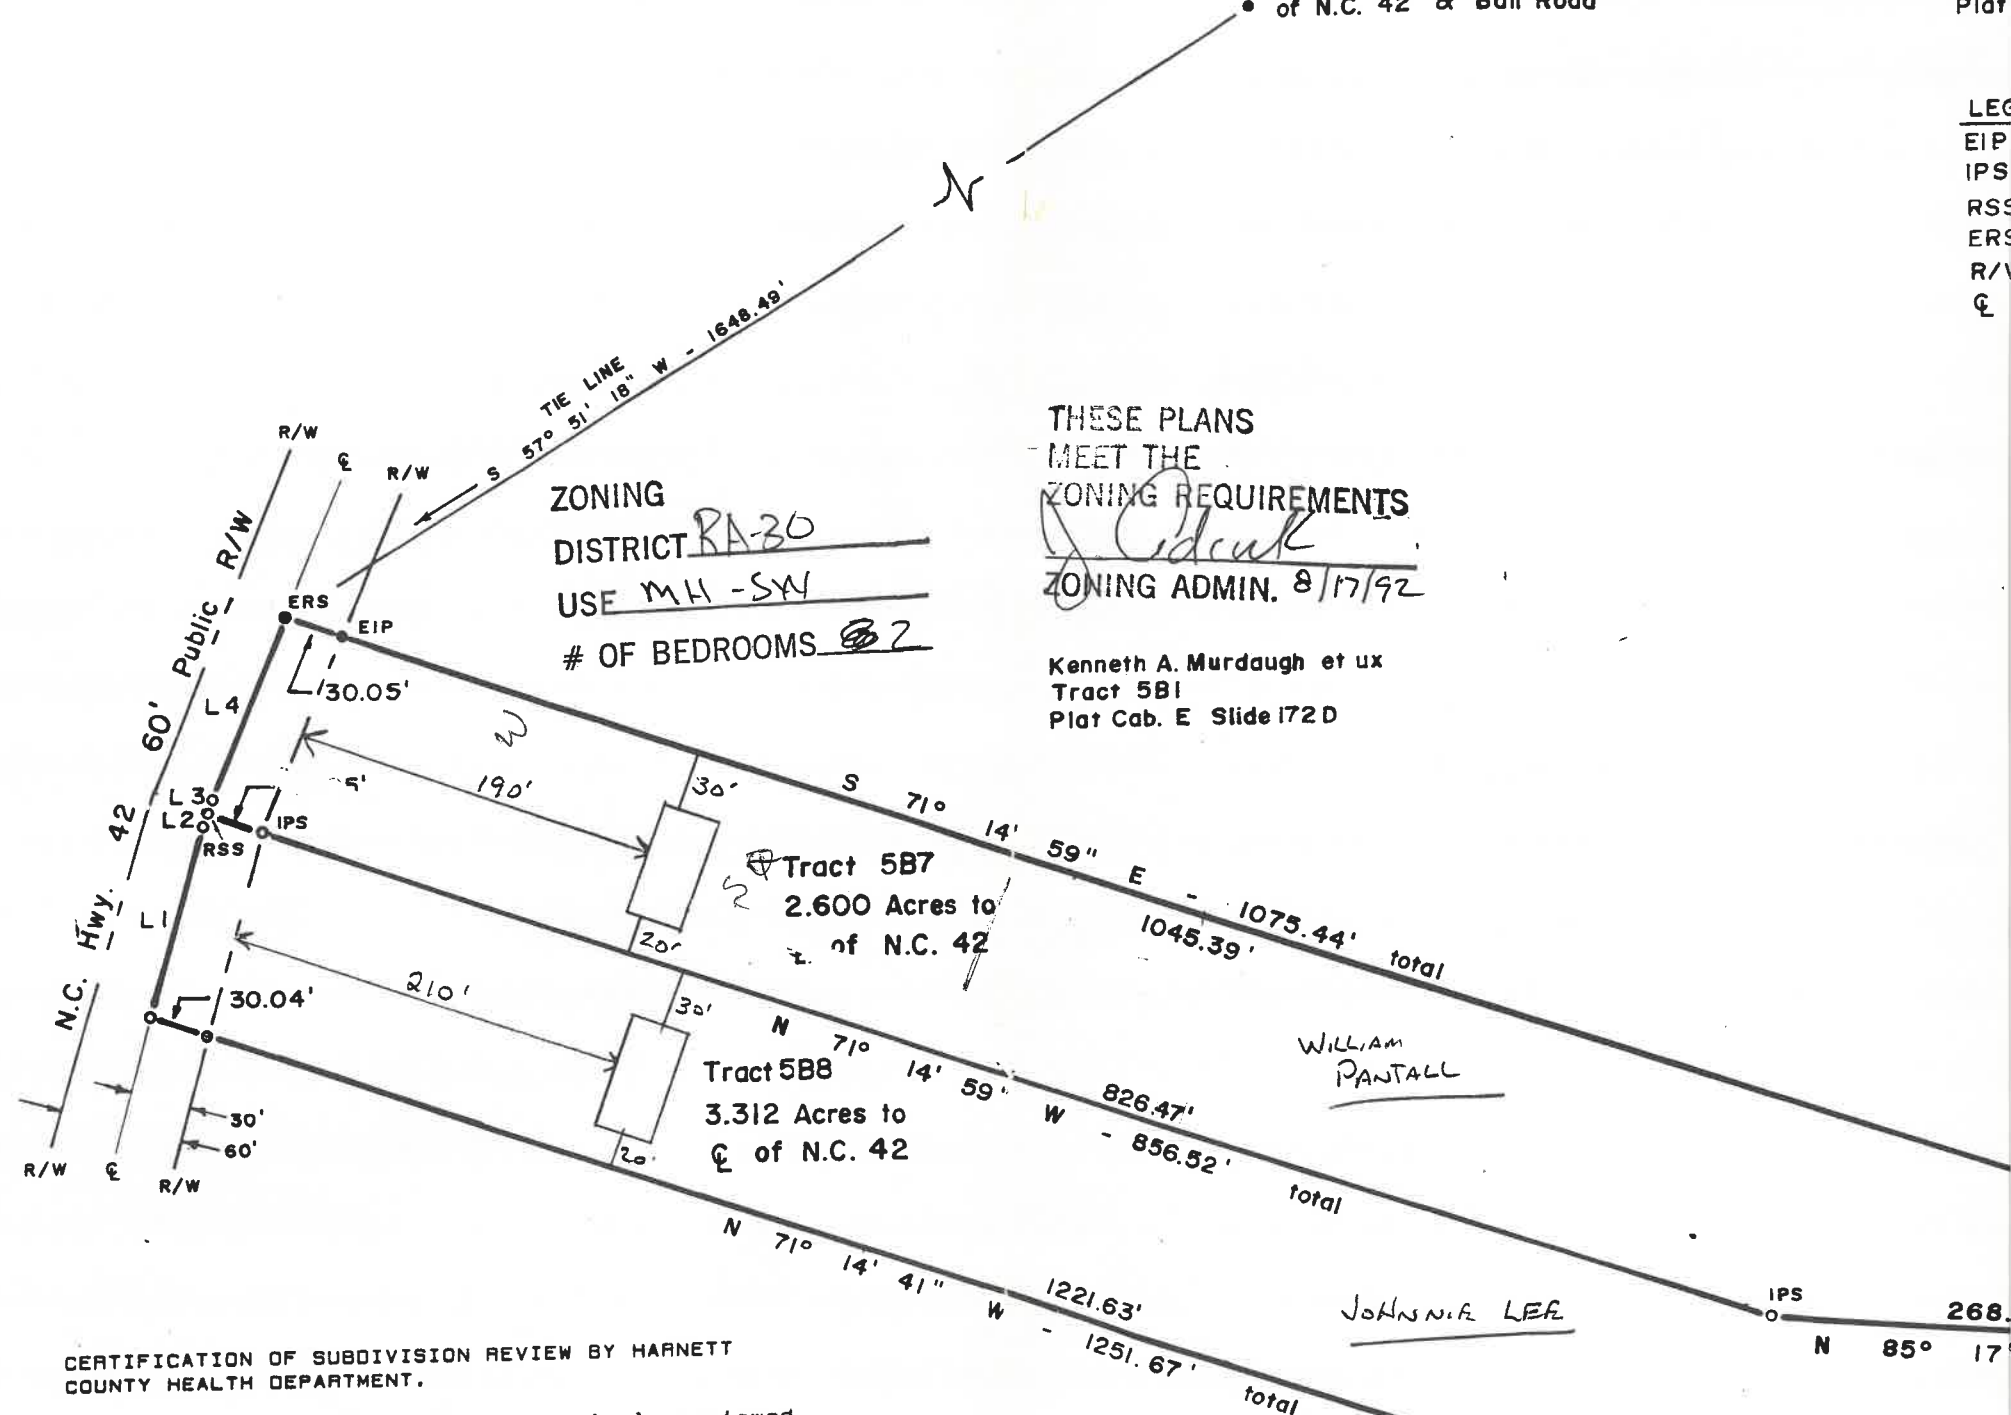 of N.C. 42 & Ball Road
Plat
LEG
EIP
IPS
RSS
ERS
R/W
℄
N
TIE LINE
S 57° 51' 18" W - 1648.49'
R/W
℄
R/W
ZONING
DISTRICT RA-30
USE MH - SW
# OF BEDROOMS 2
THESE PLANS
MEET THE
ZONING REQUIREMENTS
ZONING ADMIN. 8/17/92
Kenneth A. Murdaugh et ux
Tract 5B1
Plat Cab. E Slide 172 D
N.C. Hwy. 42 60' Public R/W
ERS
EIP
30.05'
L4
W
190'
30'
5'
L3
L2
RSS
IPS
L1
20'
S 71° 14' 59" E - 1075.44' total
1045.39'
Tract 5B7
2.600 Acres to
of N.C. 42
210'
30.04'
30'
20'
Tract 5B8
3.312 Acres to
℄ of N.C. 42
N 71° 14' 59" W - 856.52' total
826.47'
WILLIAM
PANTALL
30'
60'
R/W
℄
R/W
N 71° 14' 41" W - 1251.67' total
1221.63'
JOHNNIE LEE
IPS
268.
N 85° 17'
CERTIFICATION OF SUBDIVISION REVIEW BY HARNETT
COUNTY HEALTH DEPARTMENT.